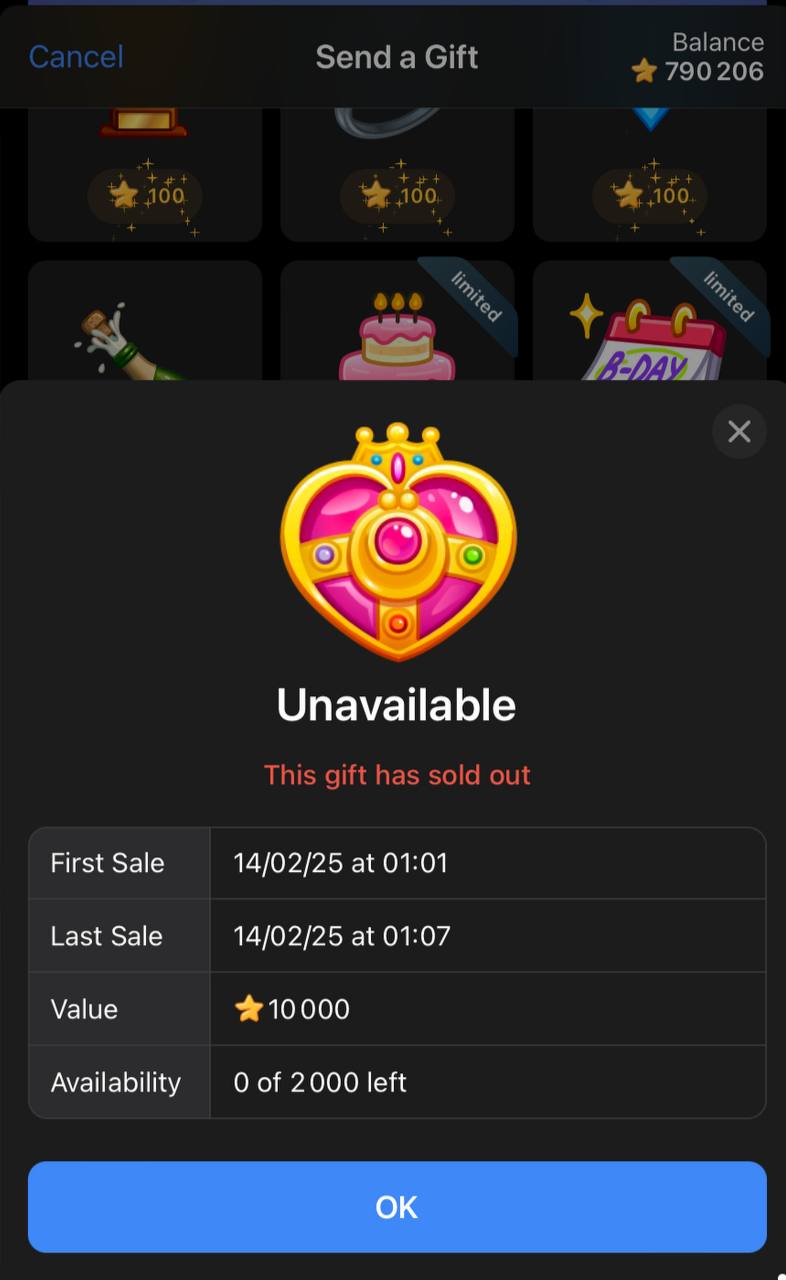 Cancel
Send a Gift
Balance
790 206
100
100
100
limited
limited
B-DAY
Unavailable
This gift has sold out
First Sale
14/02/25 at 01:01
Last Sale
14/02/25 at 01:07
Value
10 000
Availability
0 of 2 000 left
OK